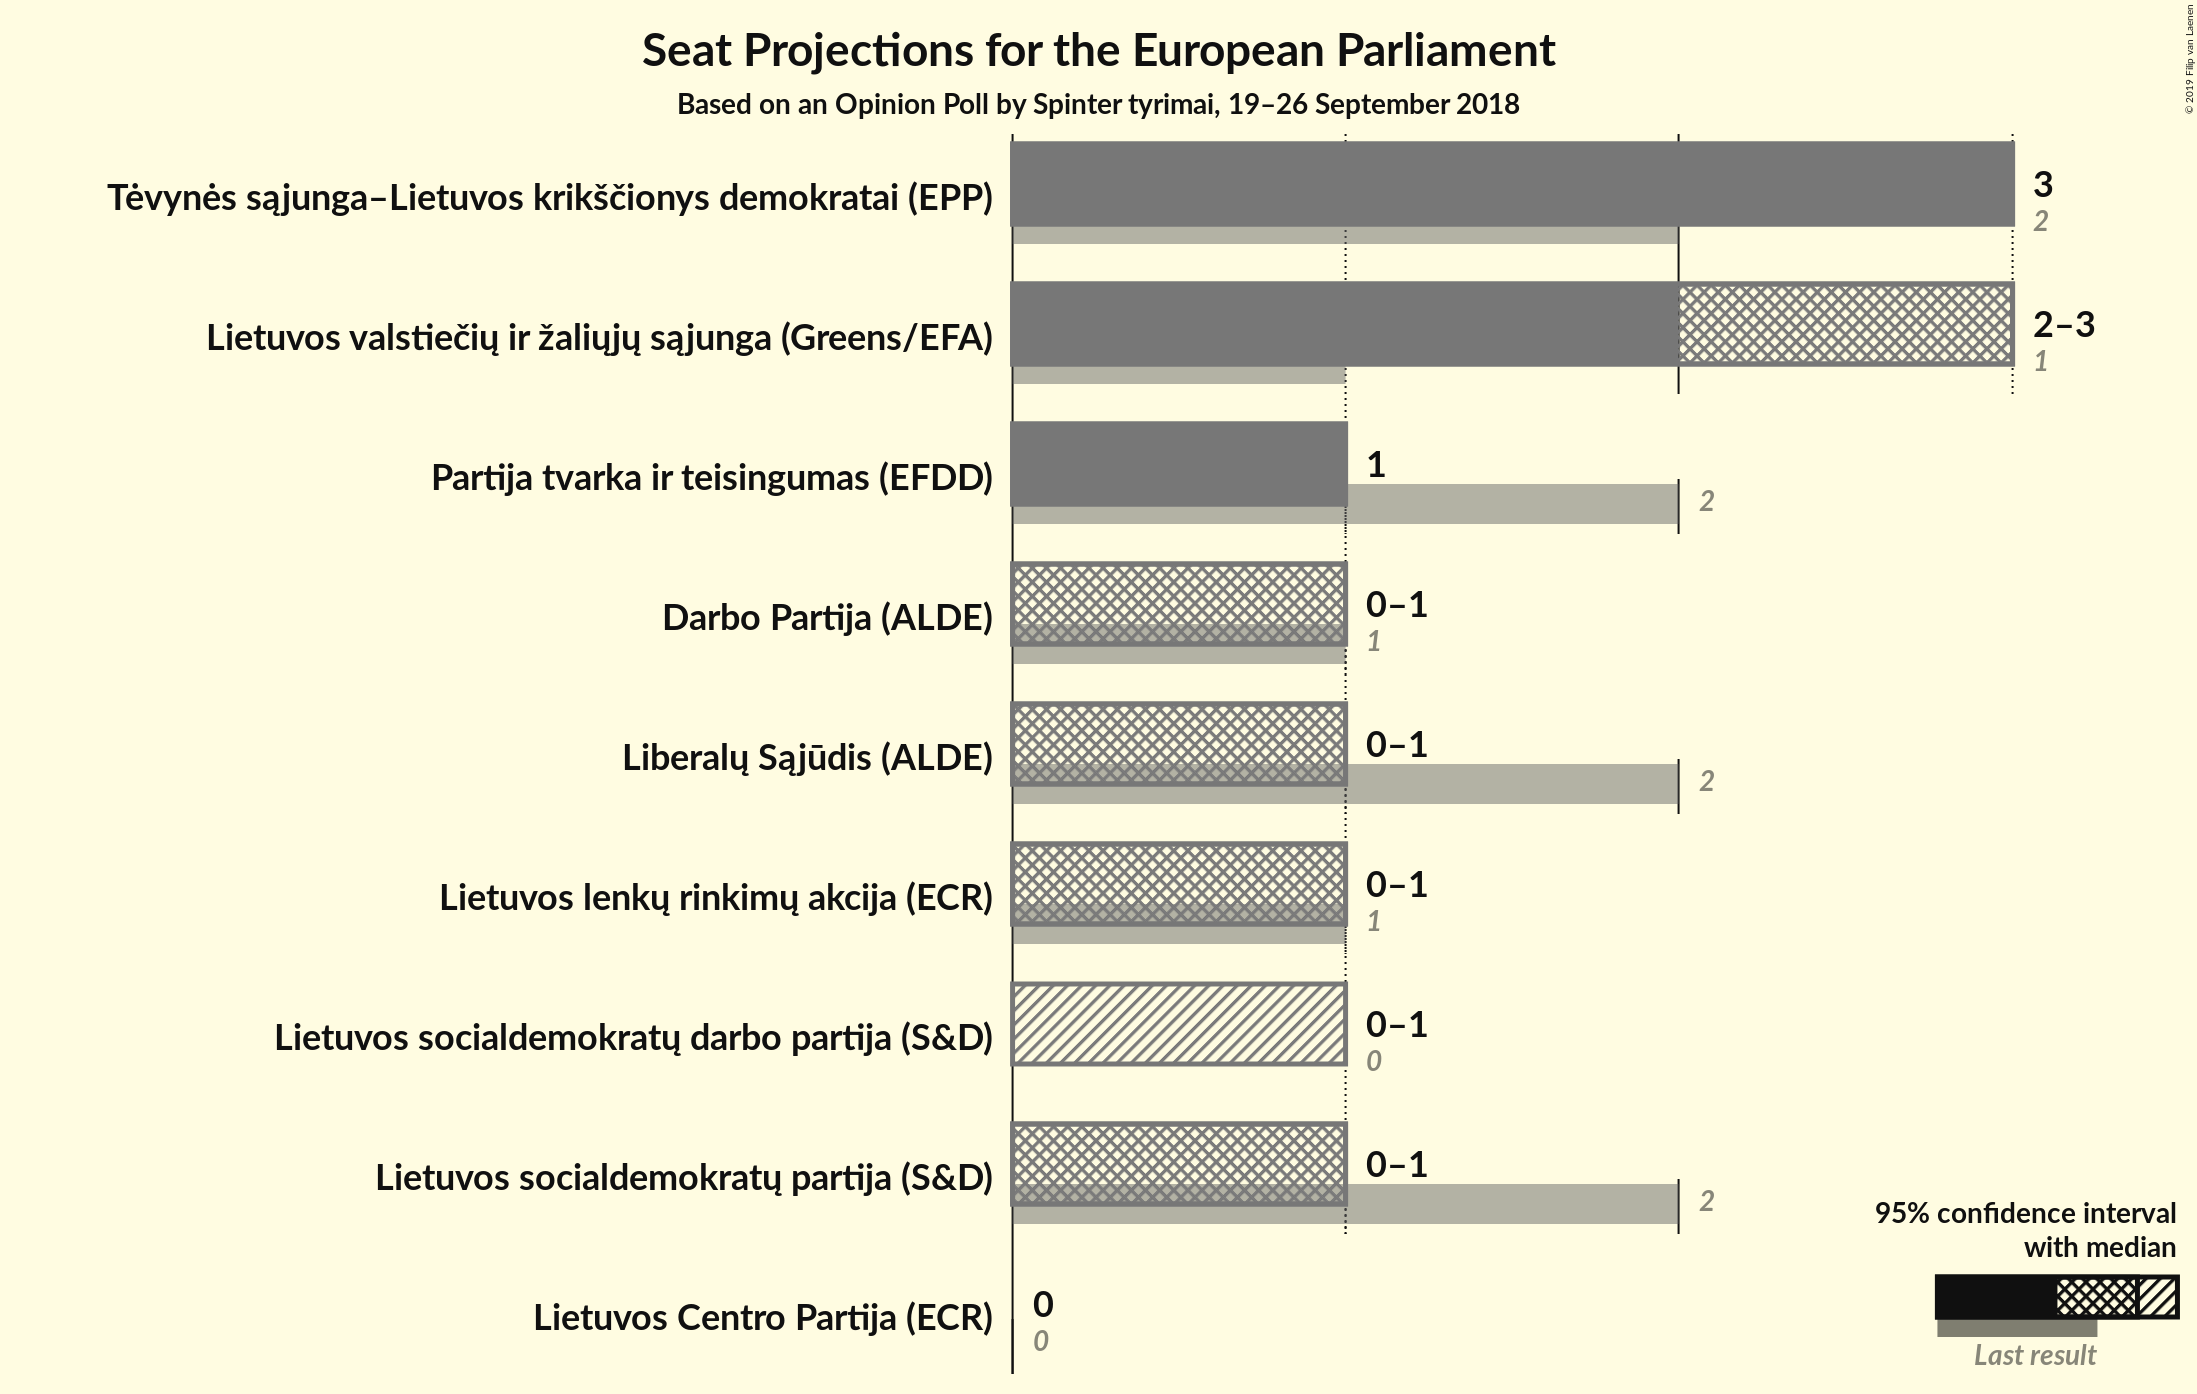 Seat Projections for the European Parliament
Based on an Opinion Poll by Spinter tyrimai, 19–26 September 2018
© 2019 Filip van Laenen
Tėvynės sąjunga–Lietuvos krikščionys demokratai (EPP)
3
2
Lietuvos valstiečių ir žaliųjų sąjunga (Greens/EFA)
2–3
1
Partija tvarka ir teisingumas (EFDD)
1
2
Darbo Partija (ALDE)
0–1
1
Liberalų Sąjūdis (ALDE)
0–1
2
Lietuvos lenkų rinkimų akcija (ECR)
0–1
1
Lietuvos socialdemokratų darbo partija (S&D)
0–1
0
Lietuvos socialdemokratų partija (S&D)
0–1
2
Lietuvos Centro Partija (ECR)
0
0
95% confidence interval
with median
Last result